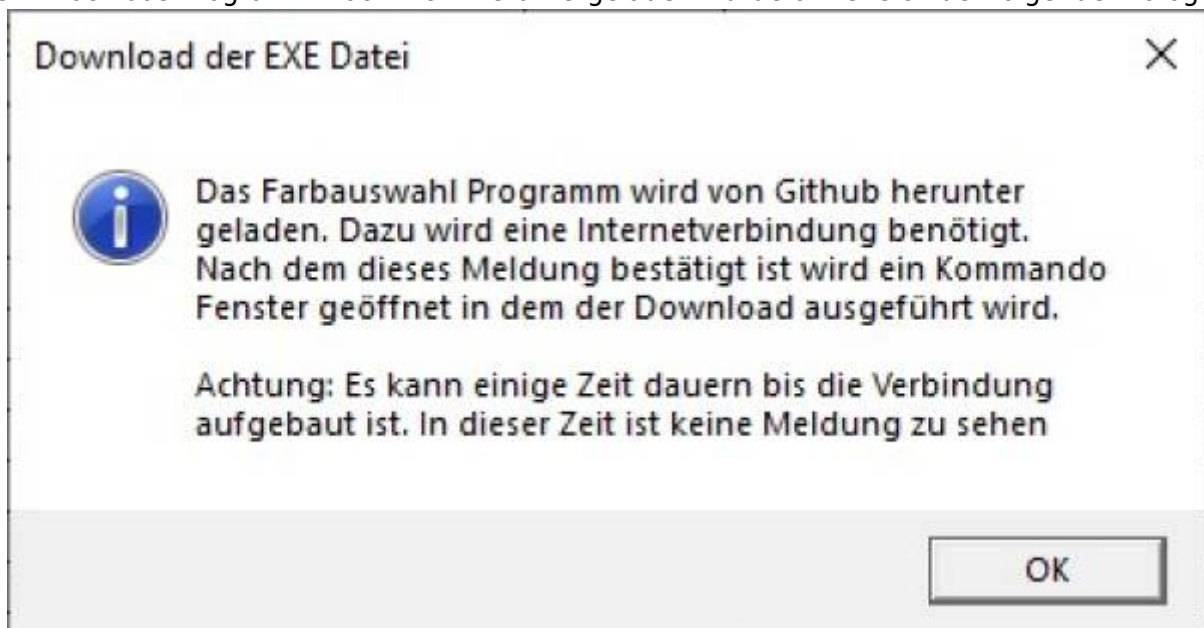 Download der EXE Datei
Das Farbauswahl Programm wird von Github herunter
geladen. Dazu wird eine Internetverbindung benötigt.
Nach dem dieses Meldung bestätigt ist wird ein Kommando
Fenster geöffnet in dem der Download ausgeführt wird.
Achtung: Es kann einige Zeit dauern bis die Verbindung
aufgebaut ist. In dieser Zeit ist keine Meldung zu sehen
OK